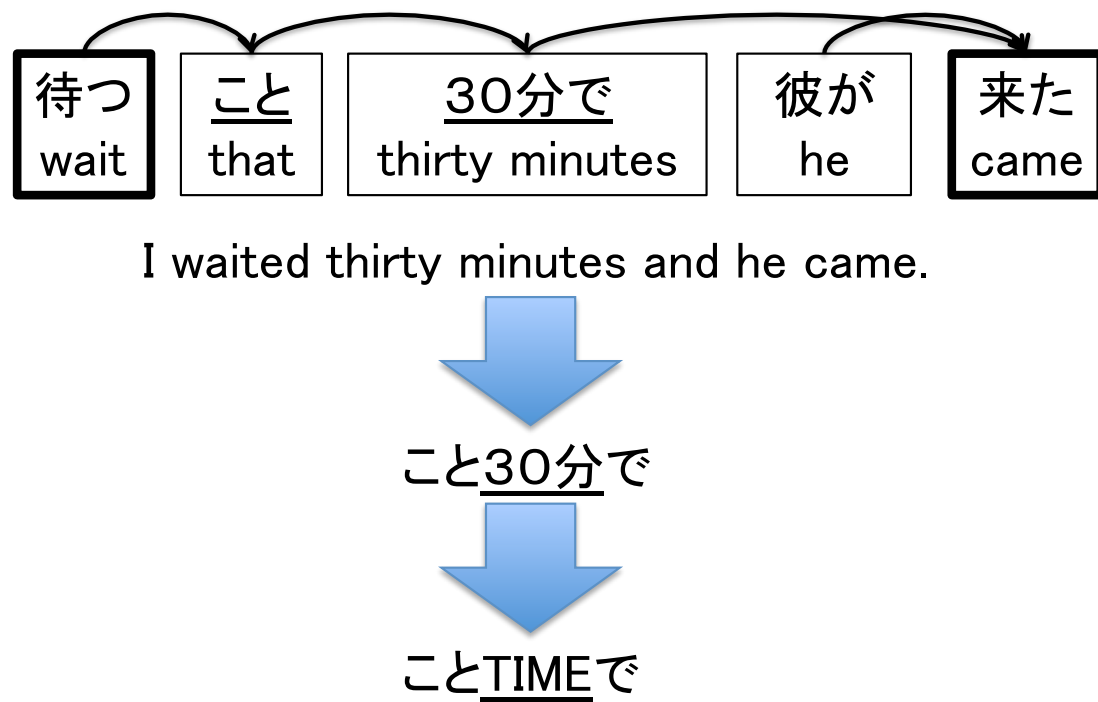 待つ こと 30分で 彼が 来た
wait that thirty minutes he came
I waited thirty minutes and he came.
こと30分で
ことTIMEで